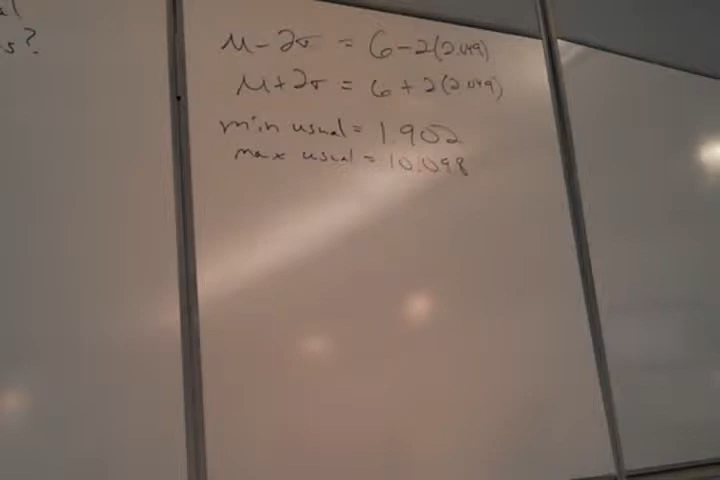 s?
μ - 2σ = 6 - 2(2.049)
μ + 2σ = 6 + 2(2.049)
min usual = 1.902
max usual = 10.098